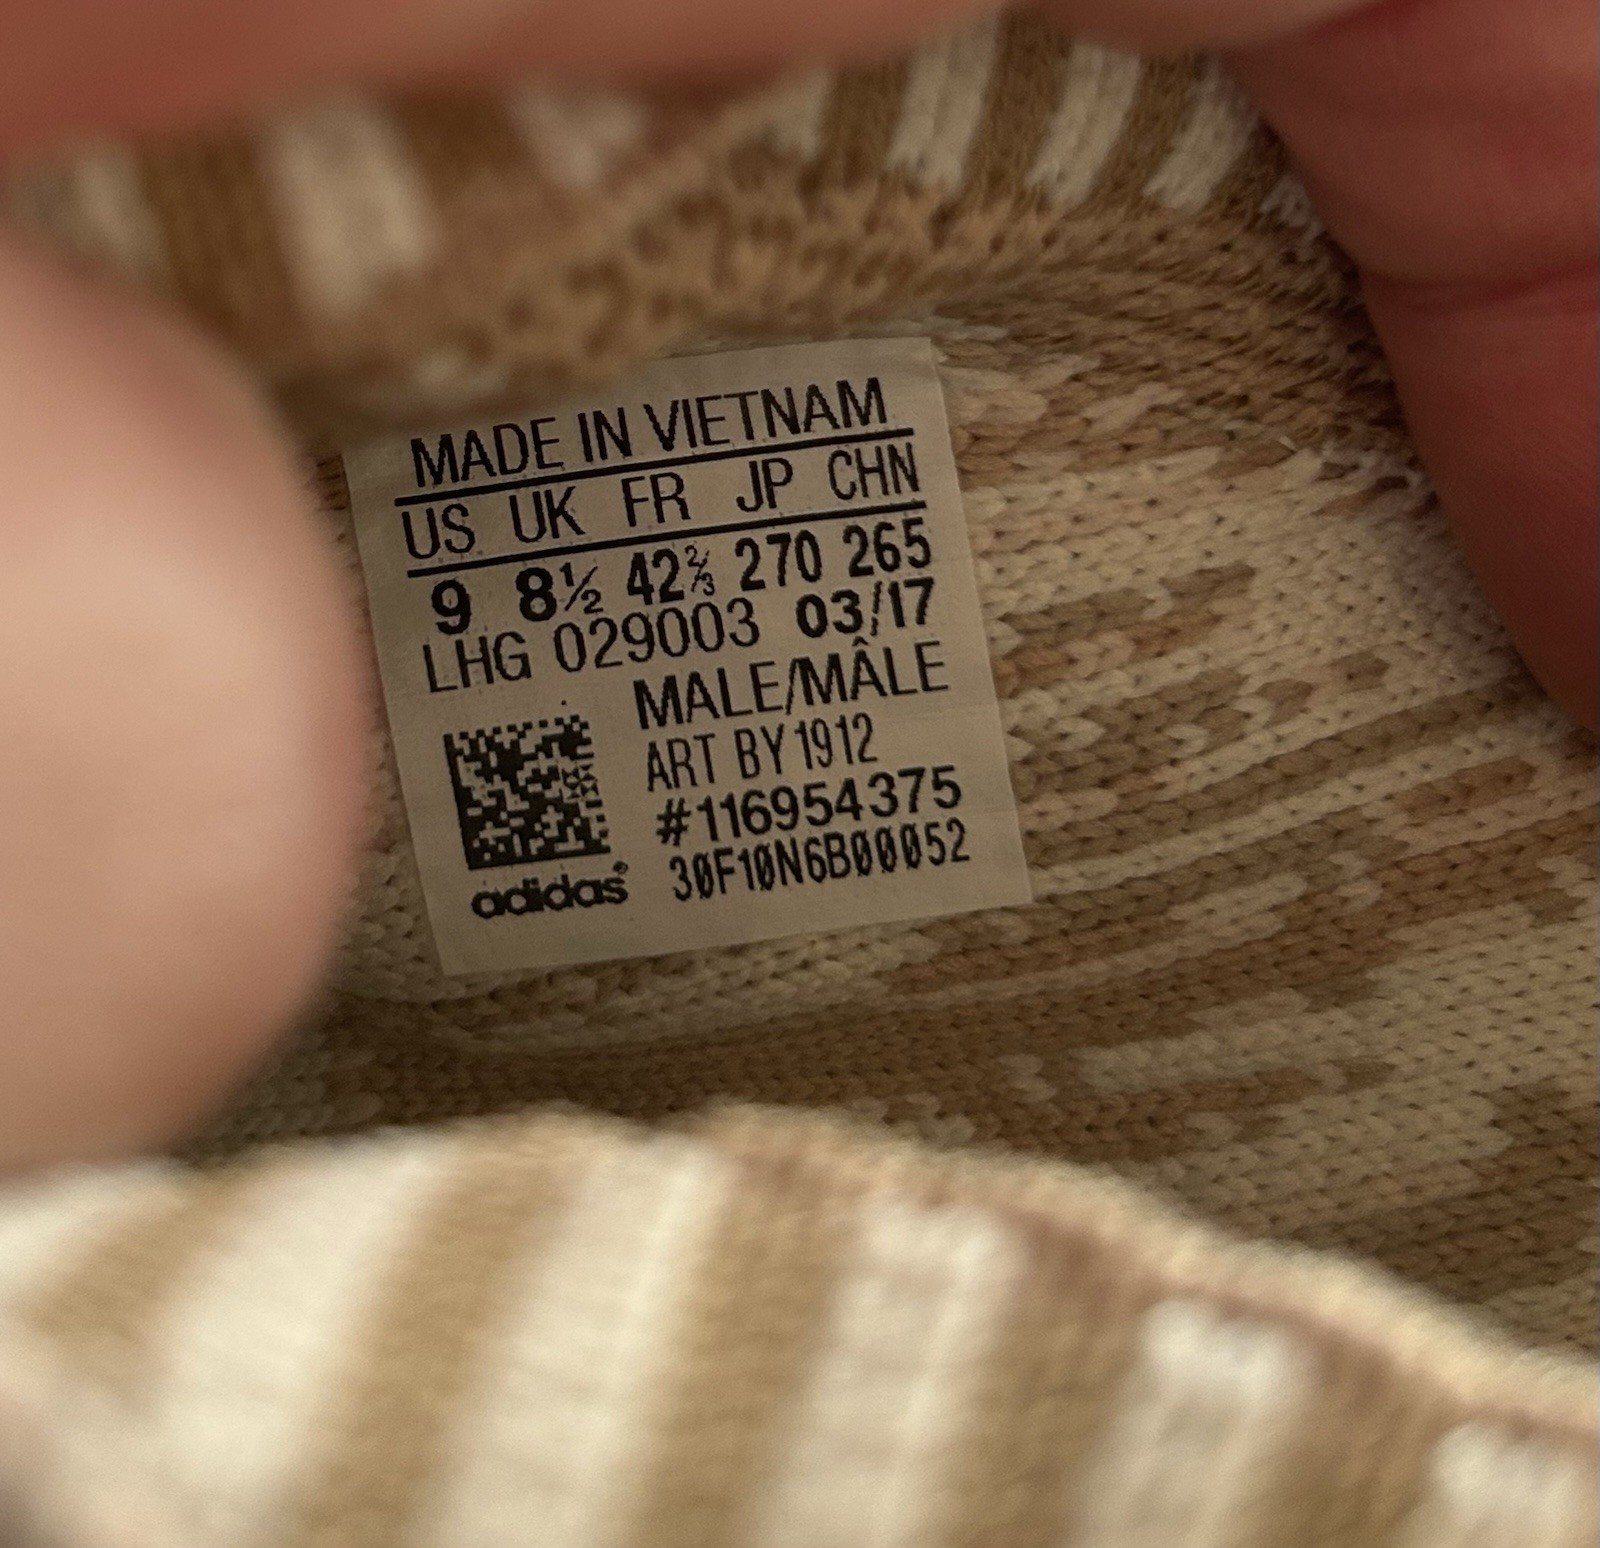 MADE IN VIETNAM
US UK FR JP CHN
9 8½ 42⅔ 270 265
LHG 029003 03/17
MALE/MÂLE
ART BY1912
#116954375
30F10N6B00052
adidas®